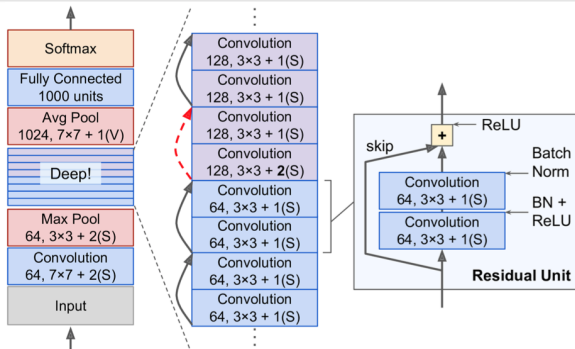 Softmax
Fully Connected
1000 units
Avg Pool
1024, 7×7 + 1(V)
Deep!
Max Pool
64, 3×3 + 2(S)
Convolution
64, 7×7 + 2(S)
Input
Convolution
128, 3×3 + 1(S)
Convolution
128, 3×3 + 1(S)
Convolution
128, 3×3 + 1(S)
Convolution
128, 3×3 + 2(S)
Convolution
64, 3×3 + 1(S)
Convolution
64, 3×3 + 1(S)
Convolution
64, 3×3 + 1(S)
Convolution
64, 3×3 + 1(S)
ReLU
+
skip
Batch
Norm
Convolution
64, 3×3 + 1(S)
BN +
ReLU
Convolution
64, 3×3 + 1(S)
Residual Unit